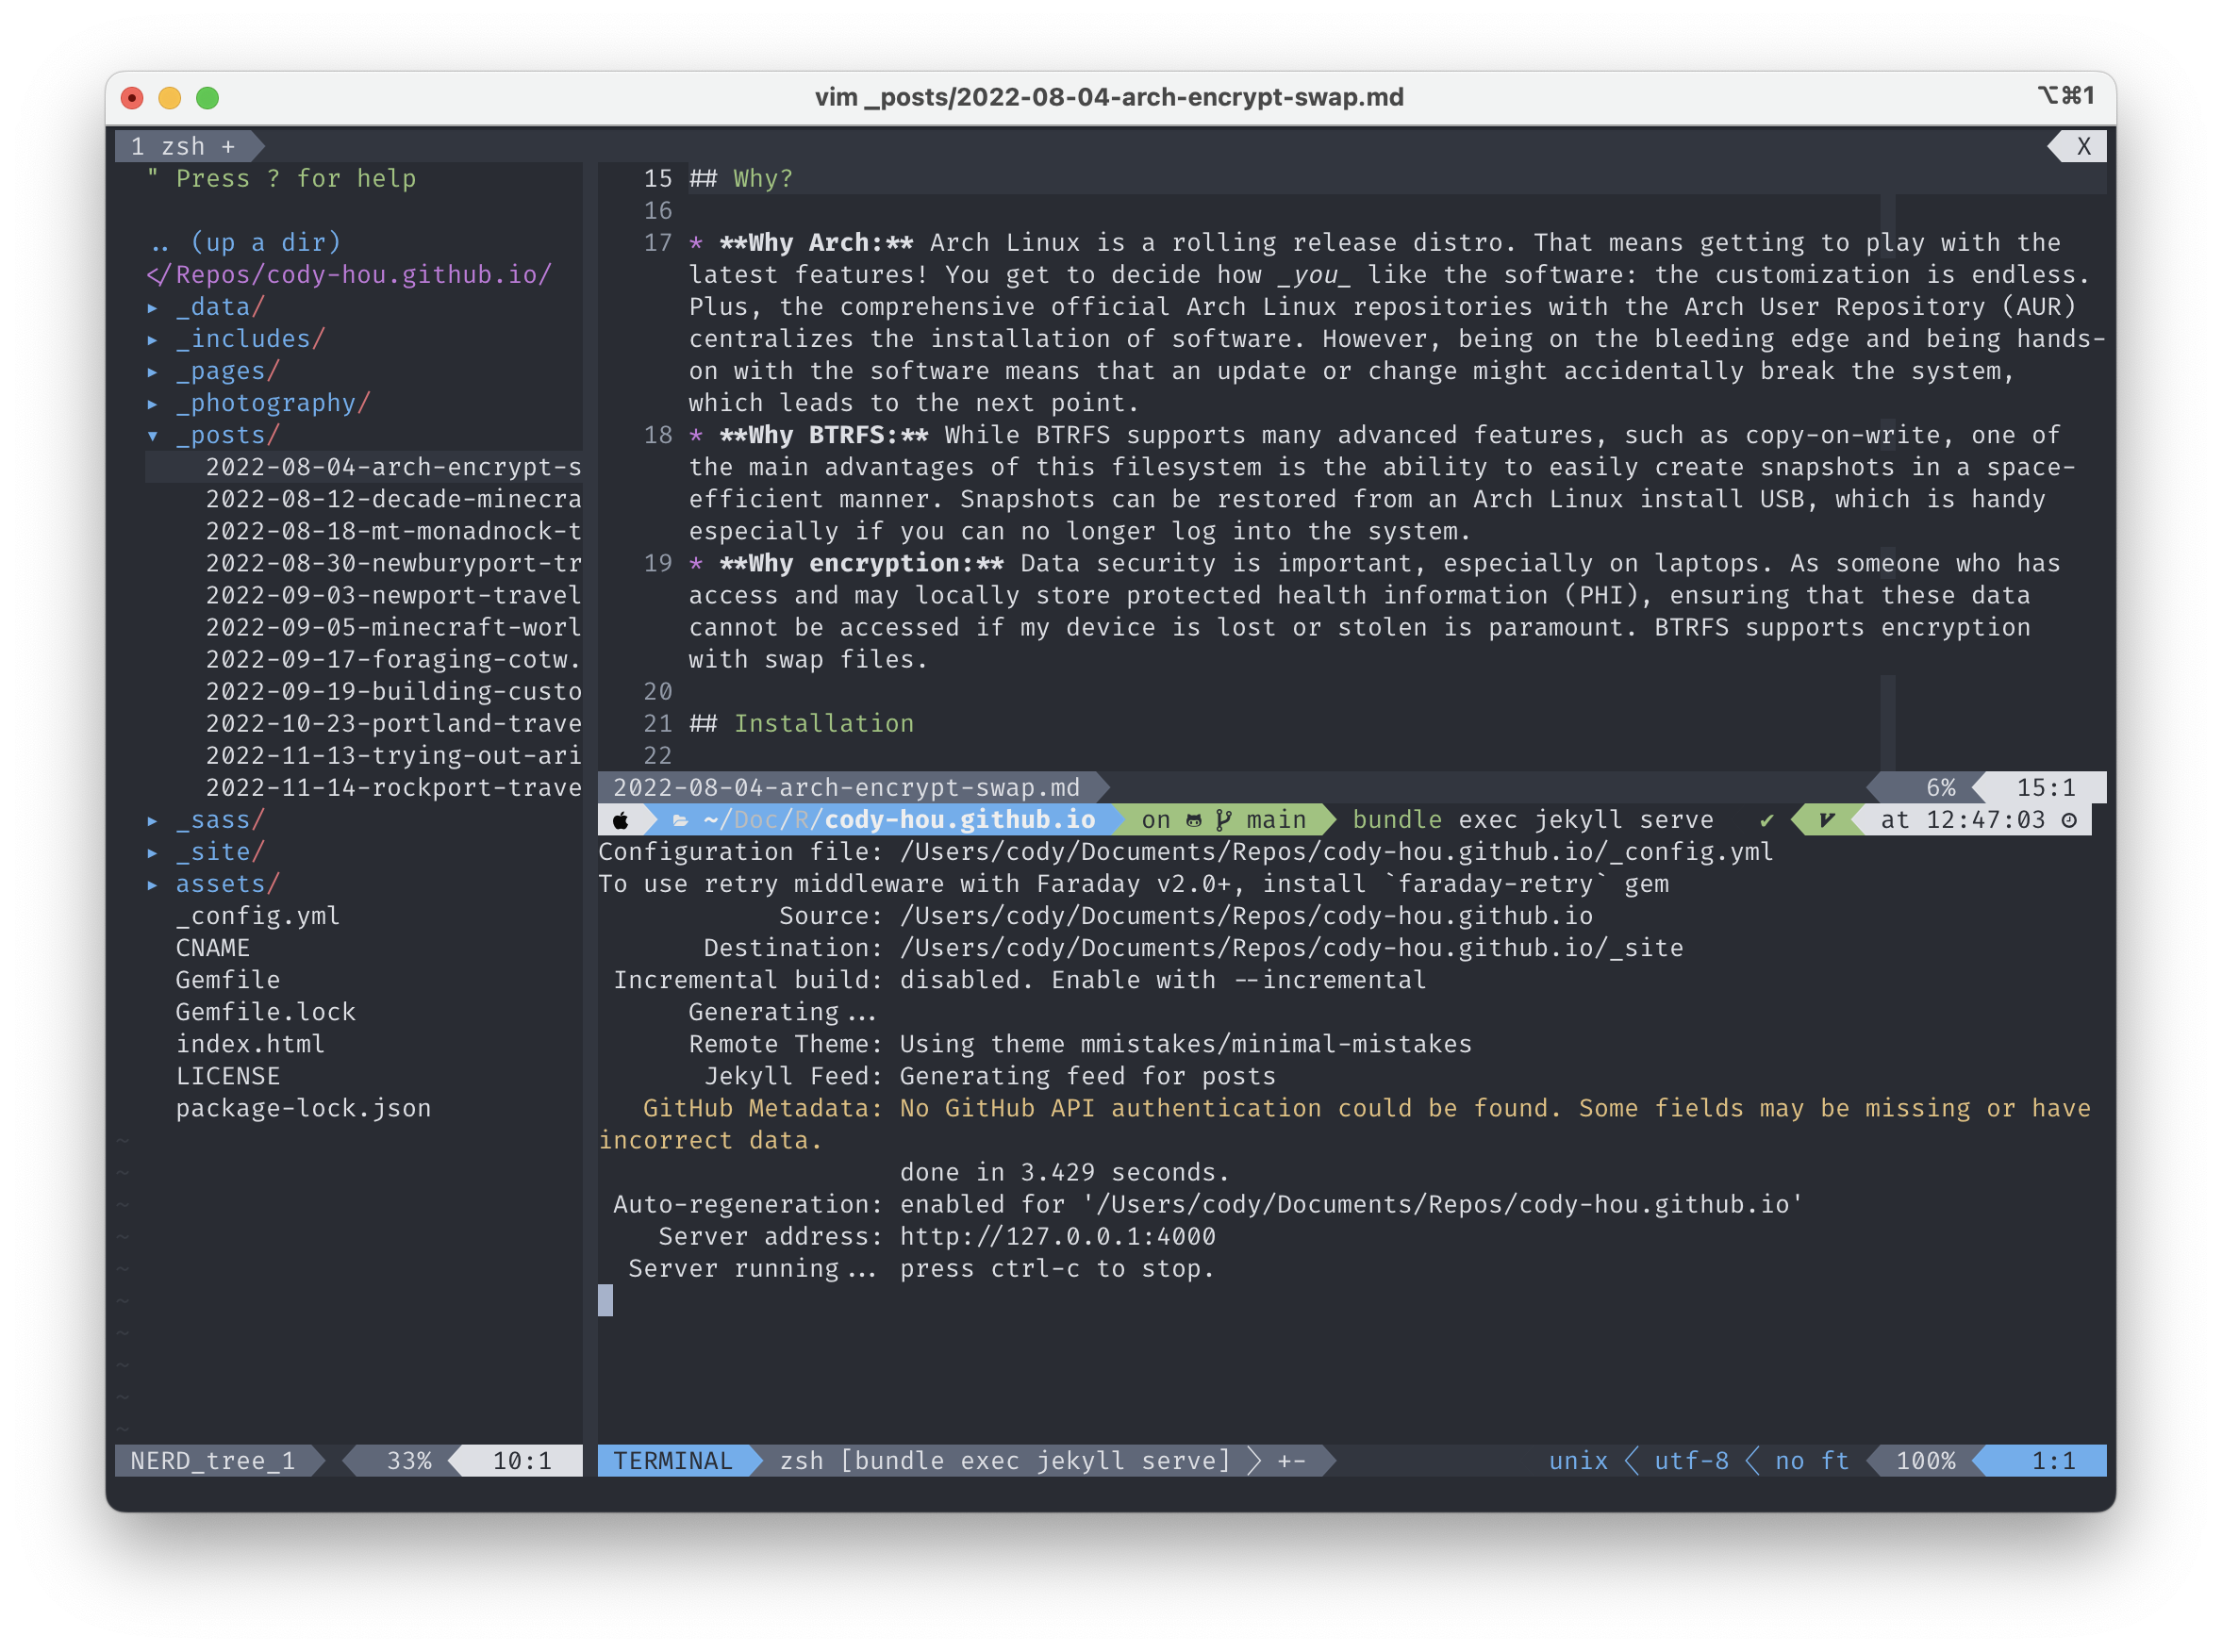 vim _posts/2022-08-04-arch-encrypt-swap.md
⌥⌘1
1 zsh +
X
" Press ? for help
.. (up a dir)
</Repos/cody-hou.github.io/
▸ _data/
▸ _includes/
▸ _pages/
▸ _photography/
▾ _posts/
2022-08-04-arch-encrypt-s
2022-08-12-decade-minecra
2022-08-18-mt-monadnock-t
2022-08-30-newburyport-tr
2022-09-03-newport-travel
2022-09-05-minecraft-worl
2022-09-17-foraging-cotw.
2022-09-19-building-custo
2022-10-23-portland-trave
2022-11-13-trying-out-ari
2022-11-14-rockport-trave
▸ _sass/
▸ _site/
▸ assets/
_config.yml
CNAME
Gemfile
Gemfile.lock
index.html
LICENSE
package-lock.json
~
~
~
~
~
~
~
~
~
~
NERD_tree_1 33% 10:1
15 ## Why?
16
17 * **Why Arch:** Arch Linux is a rolling release distro. That means getting to play with the
latest features! You get to decide how _you_ like the software: the customization is endless.
Plus, the comprehensive official Arch Linux repositories with the Arch User Repository (AUR)
centralizes the installation of software. However, being on the bleeding edge and being hands-
on with the software means that an update or change might accidentally break the system,
which leads to the next point.
18 * **Why BTRFS:** While BTRFS supports many advanced features, such as copy-on-write, one of
the main advantages of this filesystem is the ability to easily create snapshots in a space-
efficient manner. Snapshots can be restored from an Arch Linux install USB, which is handy
especially if you can no longer log into the system.
19 * **Why encryption:** Data security is important, especially on laptops. As someone who has
access and may locally store protected health information (PHI), ensuring that these data
cannot be accessed if my device is lost or stolen is paramount. BTRFS supports encryption
with swap files.
20
21 ## Installation
22
2022-08-04-arch-encrypt-swap.md 6% 15:1
~/Doc/R/cody-hou.github.io on main bundle exec jekyll serve ✔ at 12:47:03
Configuration file: /Users/cody/Documents/Repos/cody-hou.github.io/_config.yml
To use retry middleware with Faraday v2.0+, install `faraday-retry` gem
Source: /Users/cody/Documents/Repos/cody-hou.github.io
Destination: /Users/cody/Documents/Repos/cody-hou.github.io/_site
Incremental build: disabled. Enable with --incremental
Generating...
Remote Theme: Using theme mmistakes/minimal-mistakes
Jekyll Feed: Generating feed for posts
GitHub Metadata: No GitHub API authentication could be found. Some fields may be missing or have
incorrect data.
done in 3.429 seconds.
Auto-regeneration: enabled for '/Users/cody/Documents/Repos/cody-hou.github.io'
Server address: http://127.0.0.1:4000
Server running... press ctrl-c to stop.
TERMINAL zsh [bundle exec jekyll serve] +- unix utf-8 no ft 100% 1:1